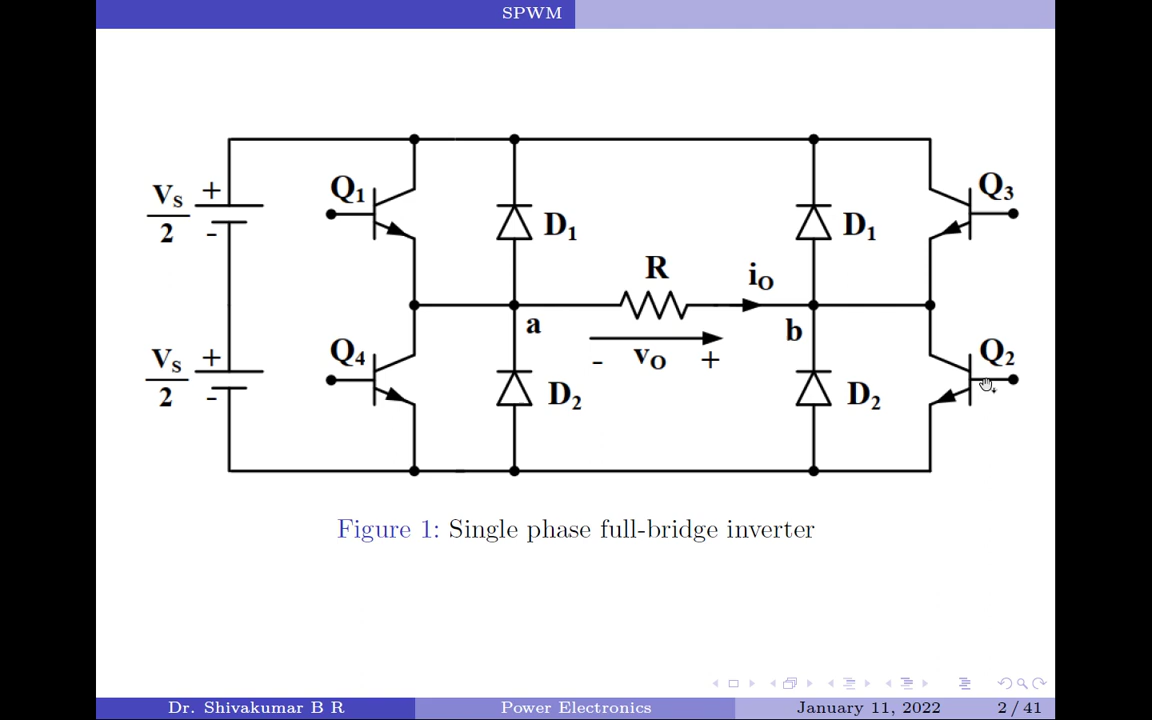 SPWM
Vs/2 + -
Q1
D1
D1
Q3
R
iO
a
b
- vO +
Vs/2 + -
Q4
D2
D2
Q2
Figure 1: Single phase full-bridge inverter
Dr. Shivakumar B R Power Electronics January 11, 2022 2 / 41